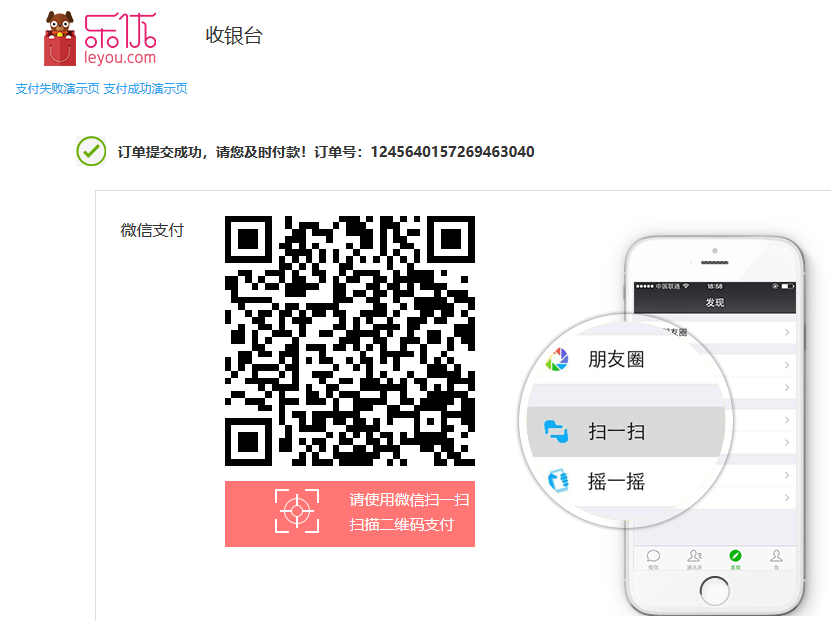 乐优
leyou.com
收银台
支付失败演示页 支付成功演示页
订单提交成功，请您及时付款！订单号：1245640157269463040
微信支付
请使用微信扫一扫
扫描二维码支付
中国联通
18:58
发现
朋友圈
朋友圈
扫一扫
摇一摇
微信
通讯录
发现
我